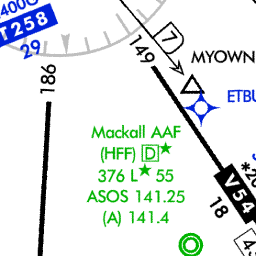 400G
T258
29
186
149
7
MYOWN
ETBU
Mackall AAF
(HFF) D★
376 L★ 55
ASOS 141.25
(A) 141.4
V54
18